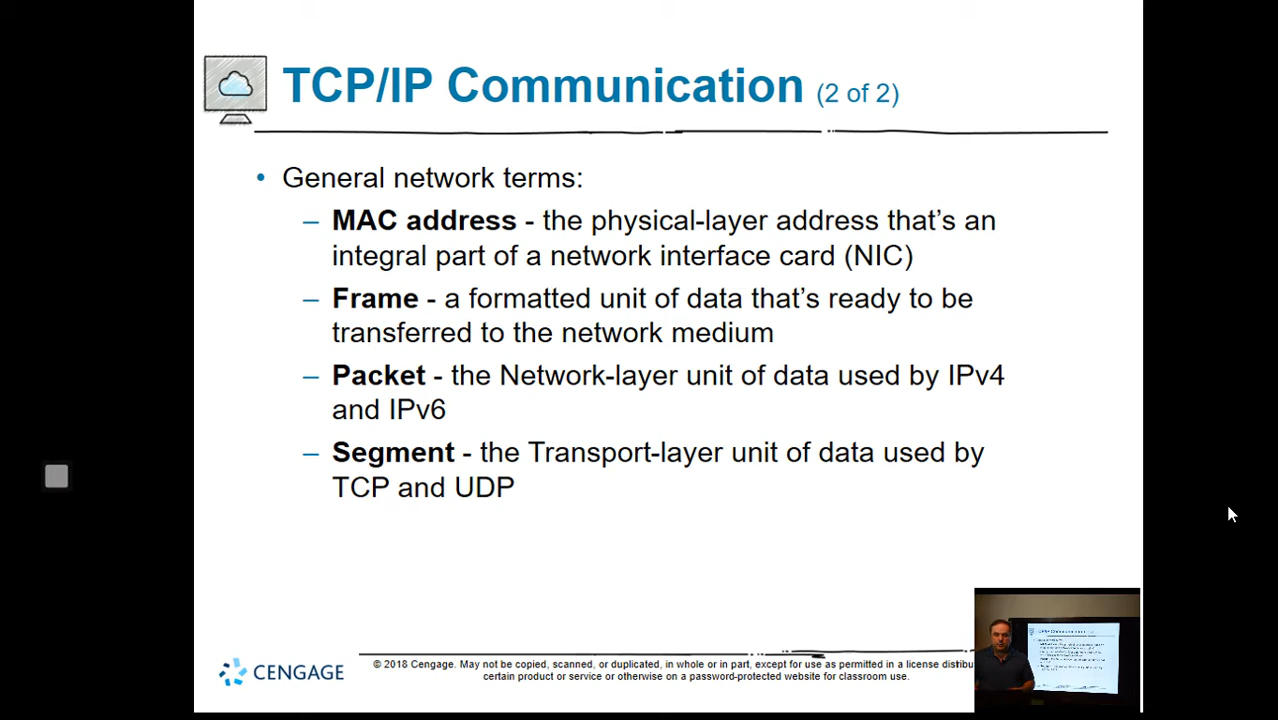 TCP/IP Communication (2 of 2)
• General network terms:
– MAC address - the physical-layer address that’s an
integral part of a network interface card (NIC)
– Frame - a formatted unit of data that’s ready to be
transferred to the network medium
– Packet - the Network-layer unit of data used by IPv4
and IPv6
– Segment - the Transport-layer unit of data used by
TCP and UDP
CENGAGE
© 2018 Cengage. May not be copied, scanned, or duplicated, in whole or in part, except for use as permitted in a license
certain product or service or otherwise on a password-protected website for classroom use.